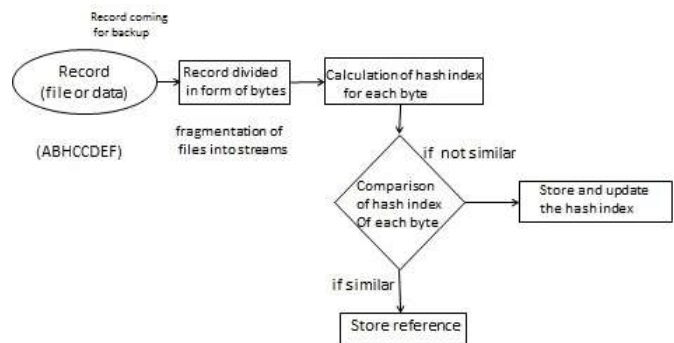 Record coming
for backup
Record
(file or data)
Record divided
in form of bytes
Calculation of hash index
for each byte
fragmentation of
files into streams
(ABHCCDEF)
if not similar
Comparison
of hash index
Of each byte
Store and update
the hash index
if similar
Store reference